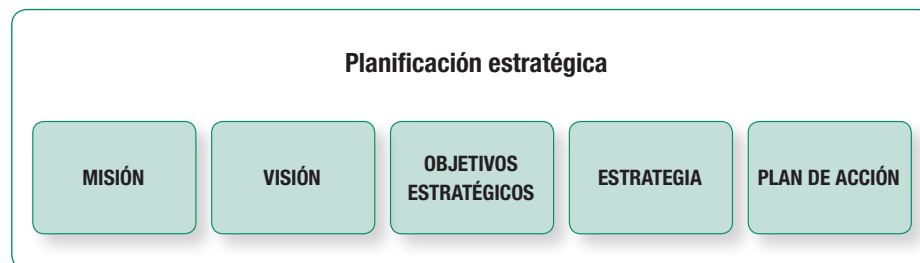 Planificación estratégica
MISIÓN
VISIÓN
OBJETIVOS
ESTRATÉGICOS
ESTRATEGIA
PLAN DE ACCIÓN